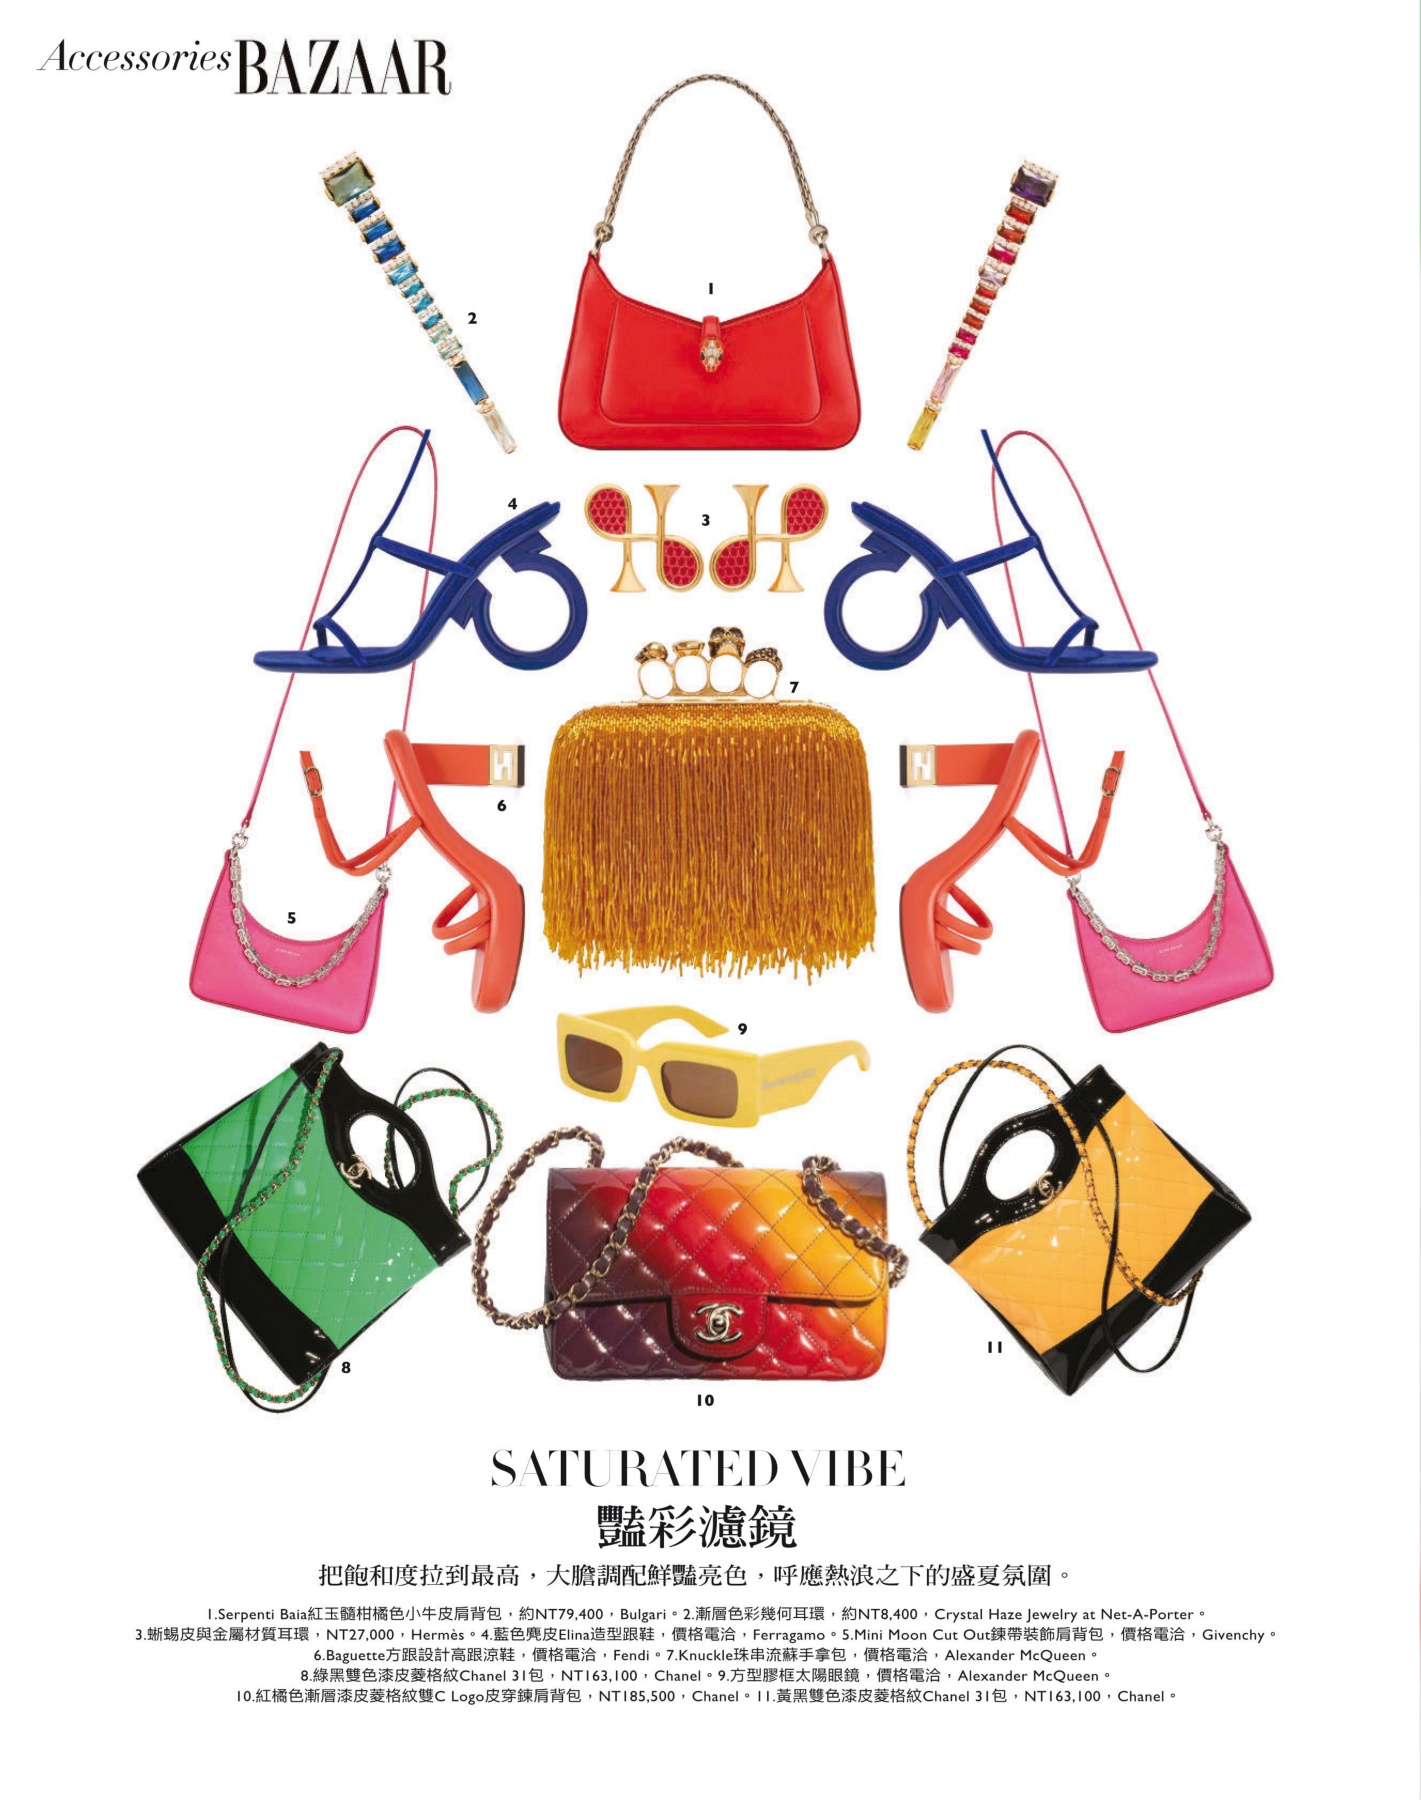 Accessories BAZAAR
1
2
3
4
7
6
5
9
8
11
10
SATURATED VIBE
豔彩濾鏡
把飽和度拉到最高，大膽調配鮮豔亮色，呼應熱浪之下的盛夏氛圍。
1.Serpenti Baia紅玉髓柑橘色小牛皮肩背包，約NT79,400，Bulgari。2.漸層色彩幾何耳環，約NT8,400，Crystal Haze Jewelry at Net-A-Porter。
3.蜥蜴皮與金屬材質耳環，NT27,000，Hermès。4.藍色麂皮Elina造型跟鞋，價格電洽，Ferragamo。5.Mini Moon Cut Out鍊帶裝飾肩背包，價格電洽，Givenchy。
6.Baguette方跟設計高跟涼鞋，價格電洽，Fendi。7.Knuckle珠串流蘇手拿包，價格電洽，Alexander McQueen。
8.綠黑雙色漆皮菱格紋Chanel 31包，NT163,100，Chanel。9.方型膠框太陽眼鏡，價格電洽，Alexander McQueen。
10.紅橘色漸層漆皮菱格紋雙C Logo皮穿鍊肩背包，NT185,500，Chanel。11.黃黑雙色漆皮菱格紋Chanel 31包，NT163,100，Chanel。